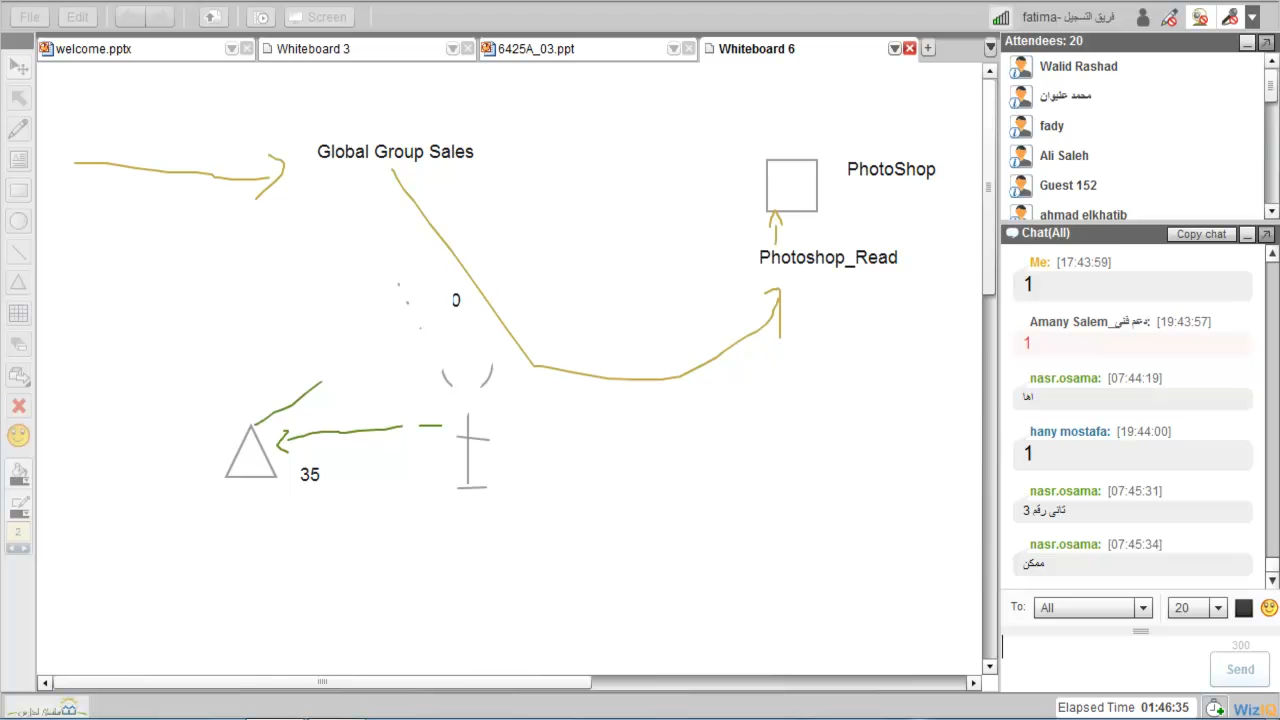 File
Edit
Screen
fatima- فريق التسجيل
welcome.pptx
Whiteboard 3
6425A_03.ppt
Whiteboard 6
Attendees: 20
Walid Rashad
محمد علیوان
fady
Ali Saleh
Guest 152
ahmad elkhatib
Global Group Sales
PhotoShop
Photoshop_Read
0
35
Chat(All)
Copy chat
Me: [17:43:59]
1
Amany Salem_دعم فنى: [19:43:57]
1
nasr.osama: [07:44:19]
اها
hany mostafa: [19:44:00]
1
nasr.osama: [07:45:31]
تانى رقم 3
nasr.osama: [07:45:34]
ممكن
To:
All
20
300
Send
2
Elapsed Time 01:46:35
WizIQ